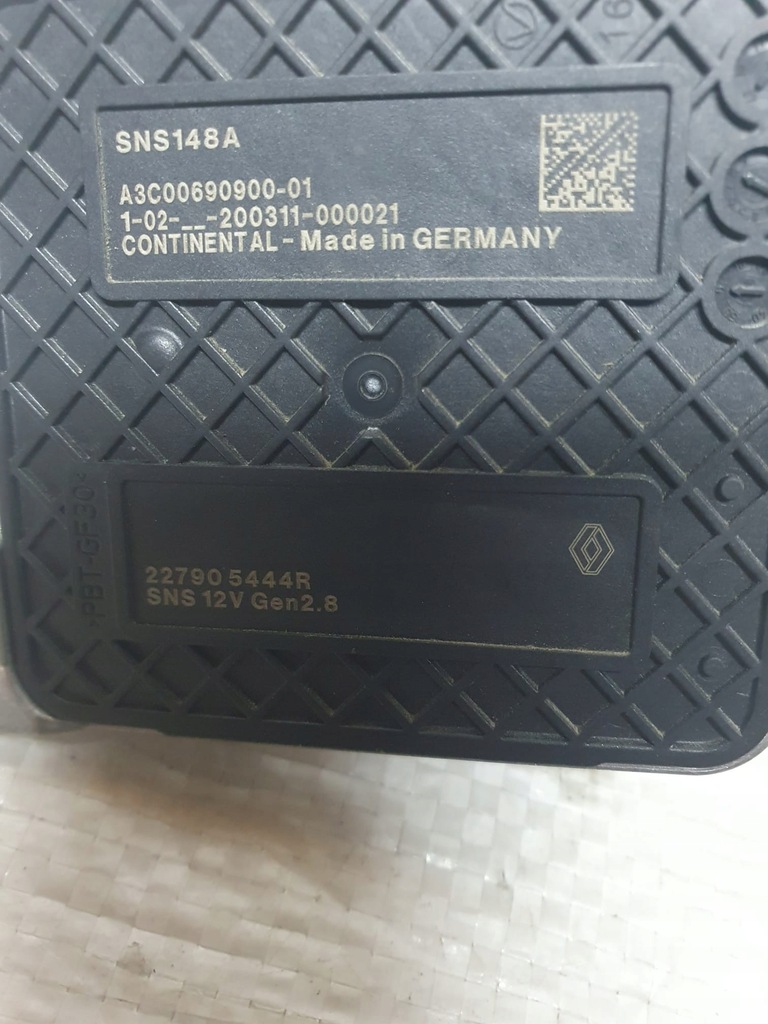 16
SNS148A
A3C00690900-01
1-02-__-200311-000021
CONTINENTAL - Made in GERMANY
-PBT-GF30-
22790 5444R
SNS 12V Gen2.8